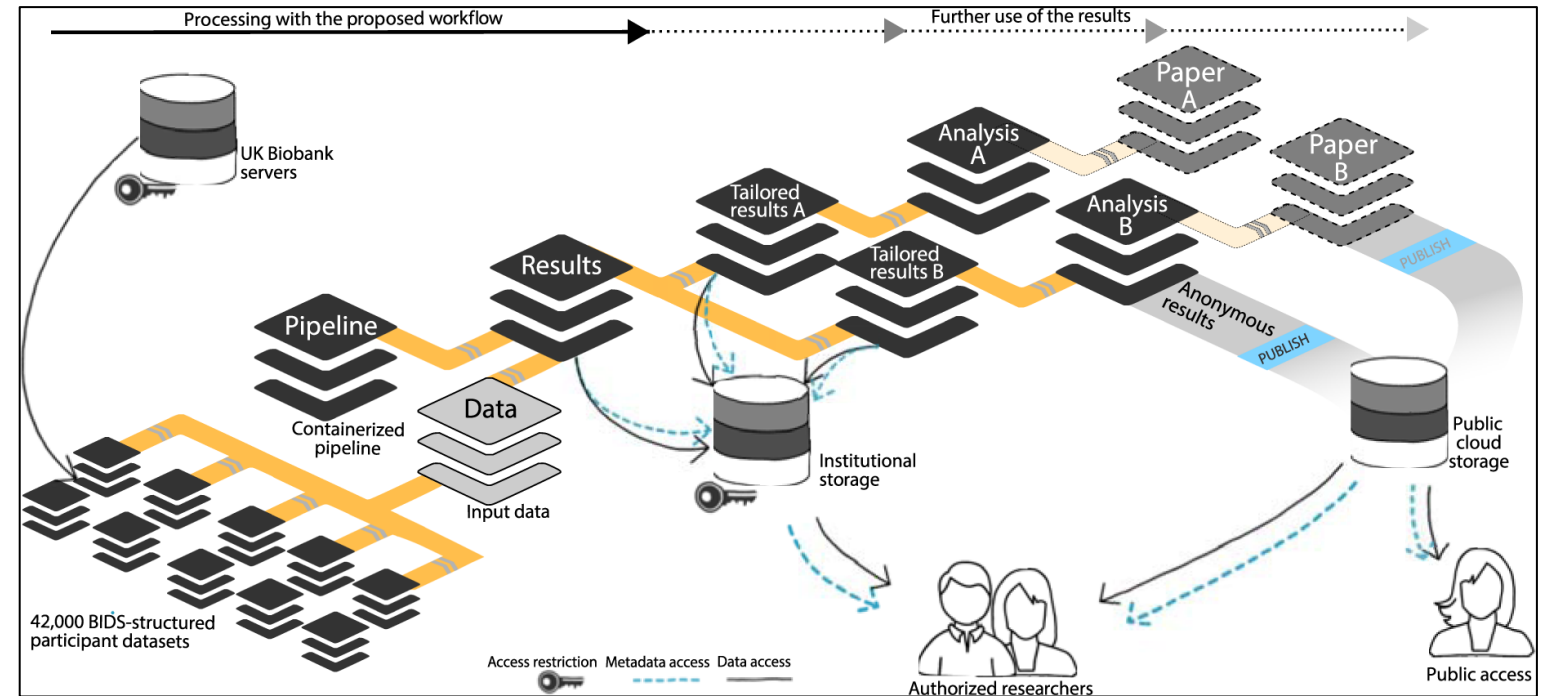 Processing with the proposed workflow
Further use of the results
UK Biobank
servers
Paper
A
Paper
B
Analysis
A
Analysis
B
Tailored
results A
Tailored
results B
Results
Pipeline
Containerized
pipeline
Data
Input data
Anonymous
results
PUBLISH
PUBLISH
Institutional
storage
Public
cloud
storage
42,000 BIDS-structured
participant datasets
Access restriction
Metadata access
Data access
Authorized researchers
Public access